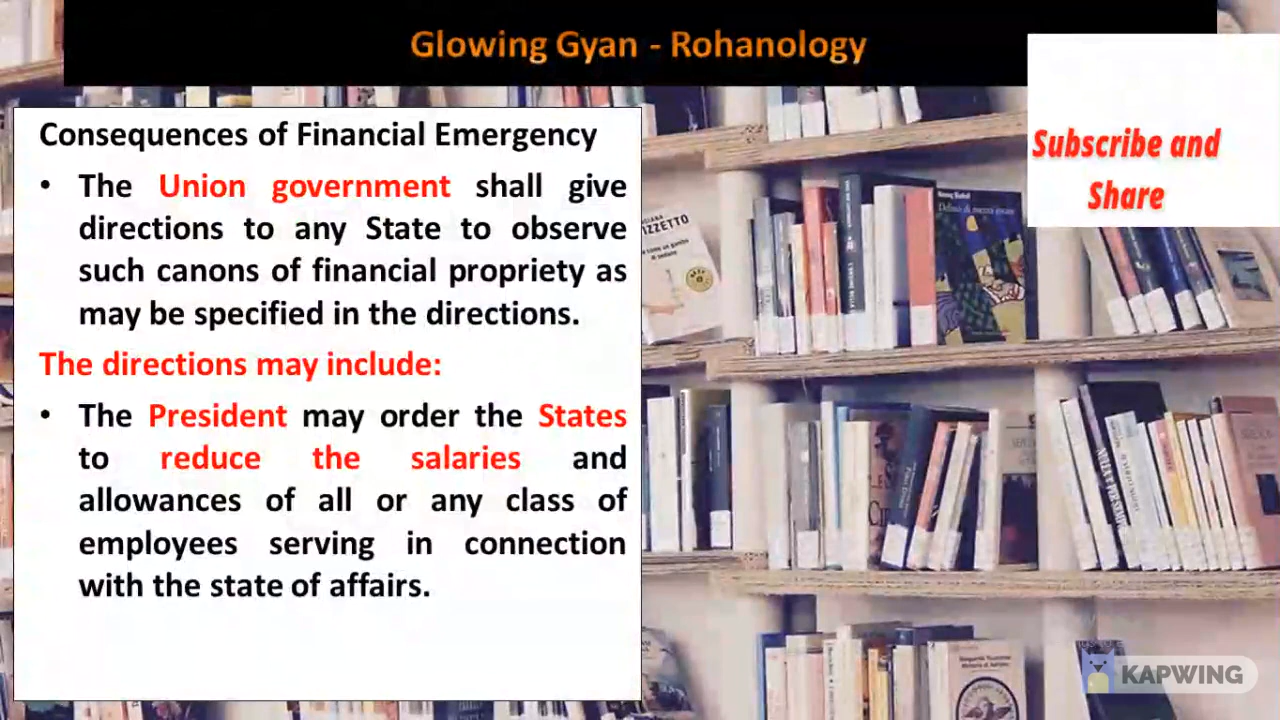 Glowing Gyan - Rohanology
Subscribe and
Share
Consequences of Financial Emergency
• The Union government shall give
directions to any State to observe
such canons of financial propriety as
may be specified in the directions.
The directions may include:
• The President may order the States
to reduce the salaries and
allowances of all or any class of
employees serving in connection
with the state of affairs.
KAPWING